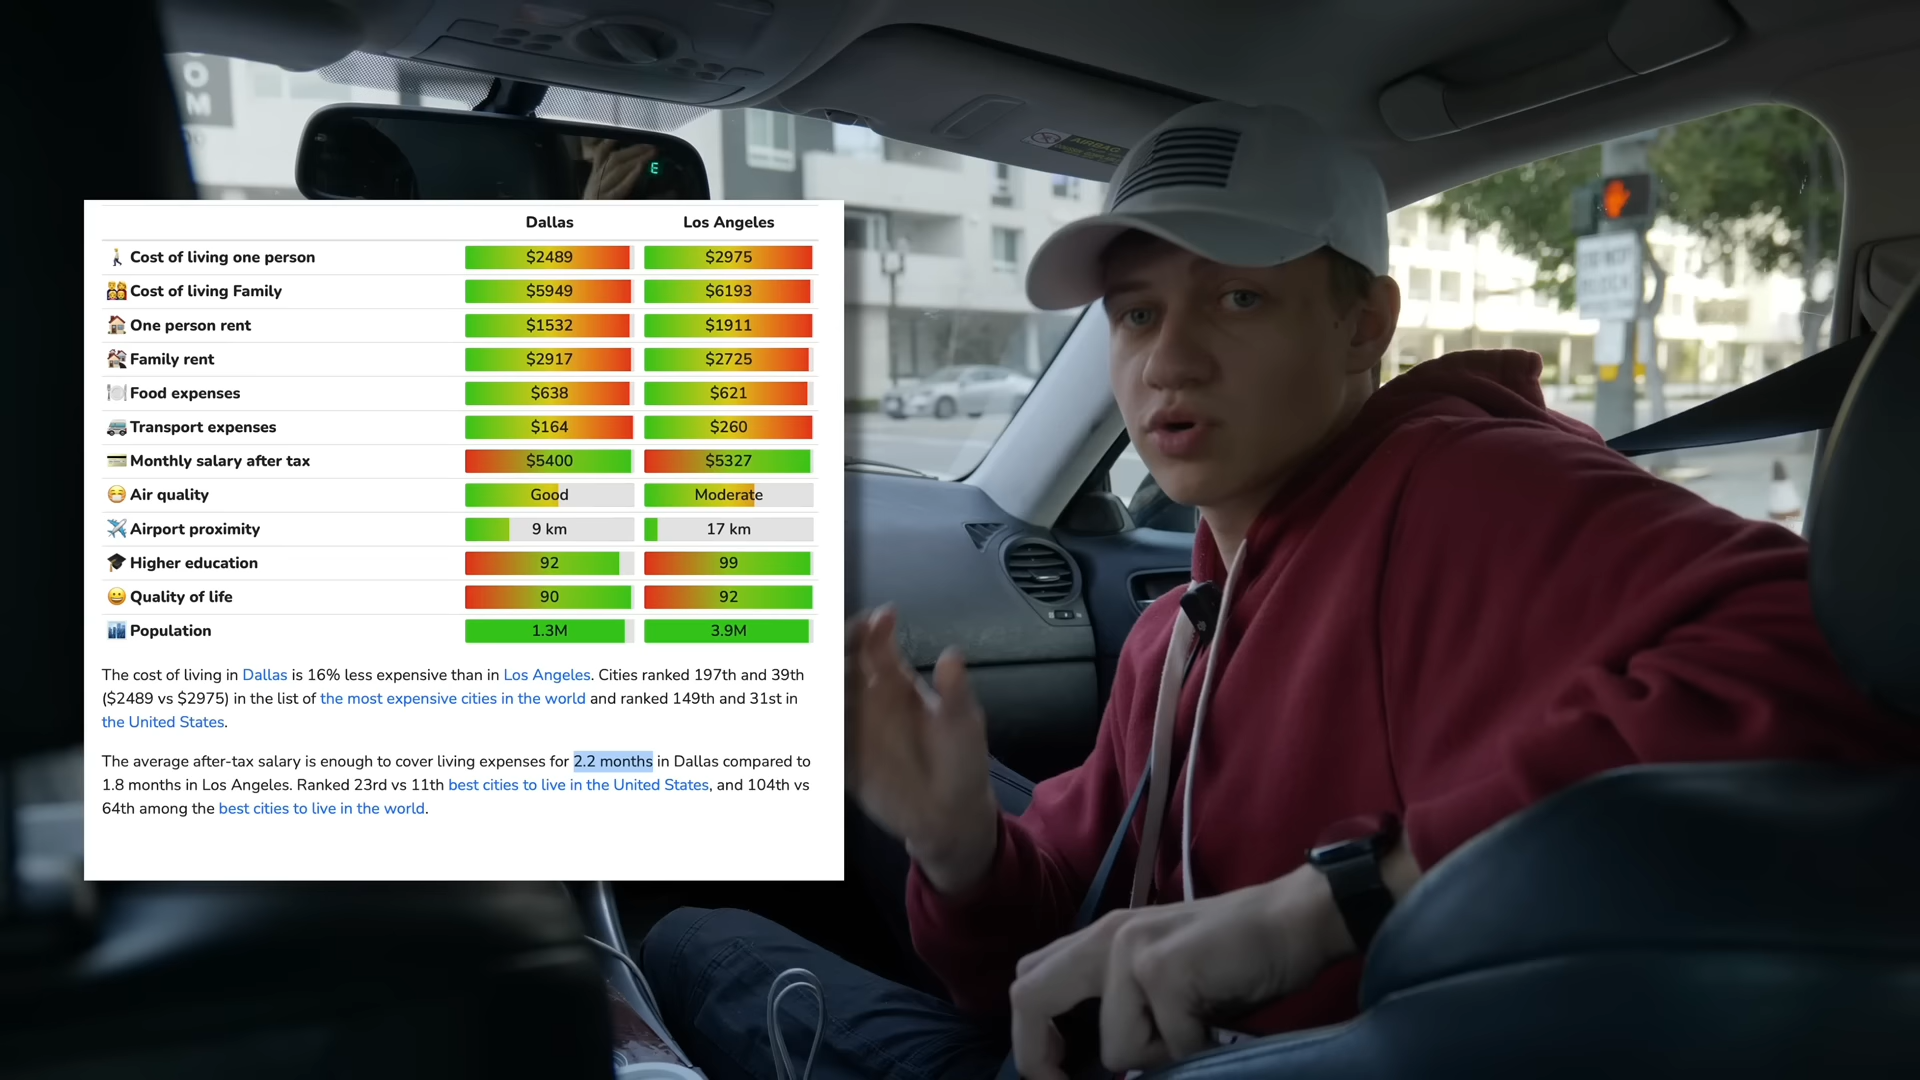 O
M
E
AIRBAG
Dallas Los Angeles
Cost of living one person $2489 $2975
Cost of living Family $5949 $6193
One person rent $1532 $1911
Family rent $2917 $2725
Food expenses $638 $621
Transport expenses $164 $260
Monthly salary after tax $5400 $5327
Air quality Good Moderate
Airport proximity 9 km 17 km
Higher education 92 99
Quality of life 90 92
Population 1.3M 3.9M
The cost of living in Dallas is 16% less expensive than in Los Angeles. Cities ranked 197th and 39th
($2489 vs $2975) in the list of the most expensive cities in the world and ranked 149th and 31st in
the United States.
The average after-tax salary is enough to cover living expenses for 2.2 months in Dallas compared to
1.8 months in Los Angeles. Ranked 23rd vs 11th best cities to live in the United States, and 104th vs
64th among the best cities to live in the world.